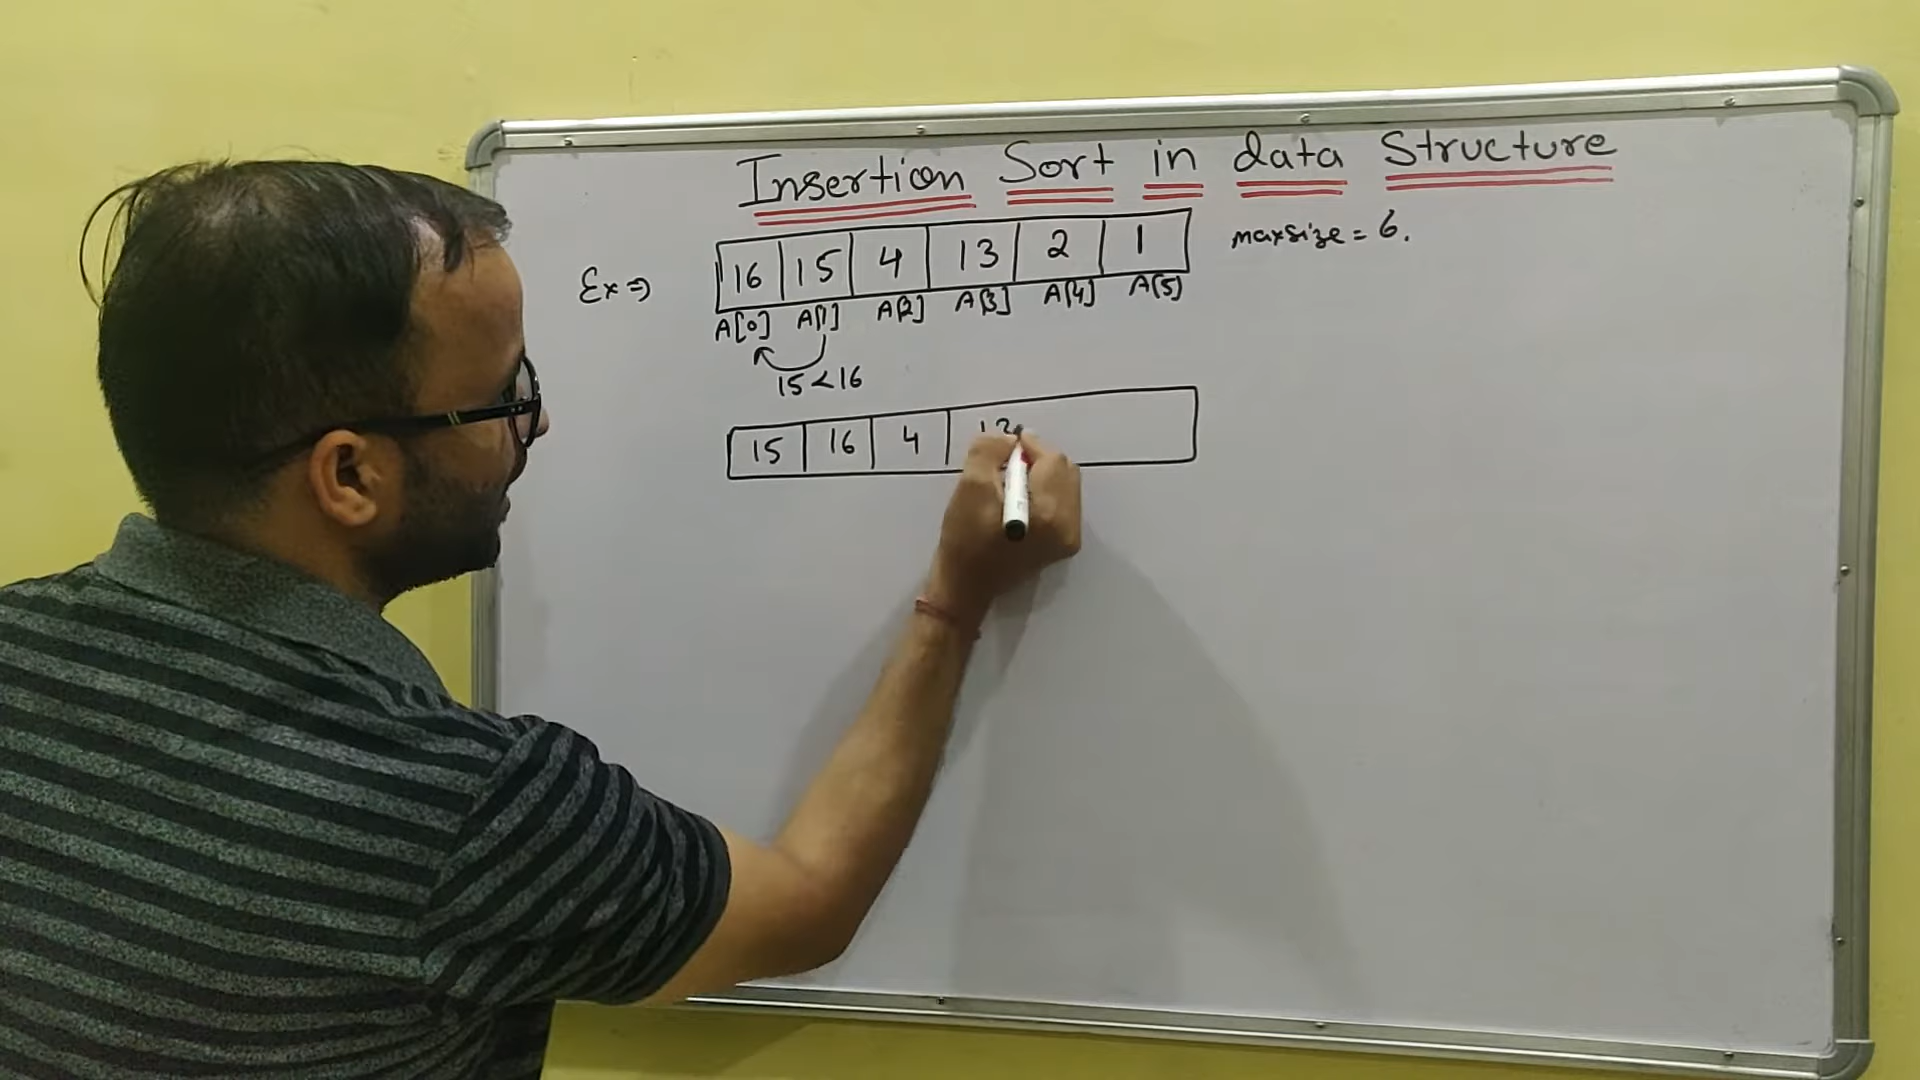 Insertion Sort in data Structure
Ex⇒ 16 15 4 13 2 1 maxsize = 6.
A[0] A[1] A[2] A[3] A[4] A[5]
15<16
15 16 4 13